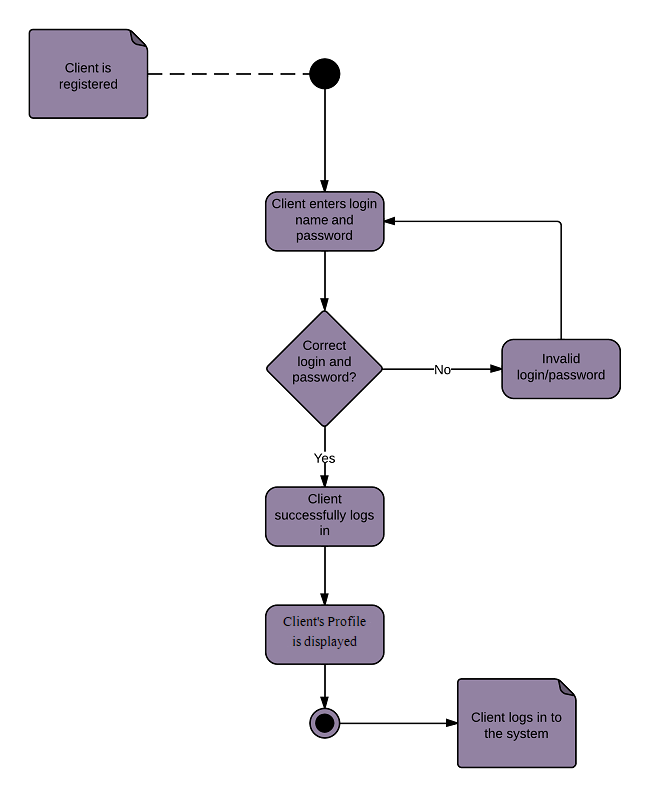 Client is
registered
Client enters login
name and
password
Correct
login and
password?
No
Invalid
login/password
Yes
Client
successfully logs
in
Client's Profile
is displayed
Client logs in to
the system